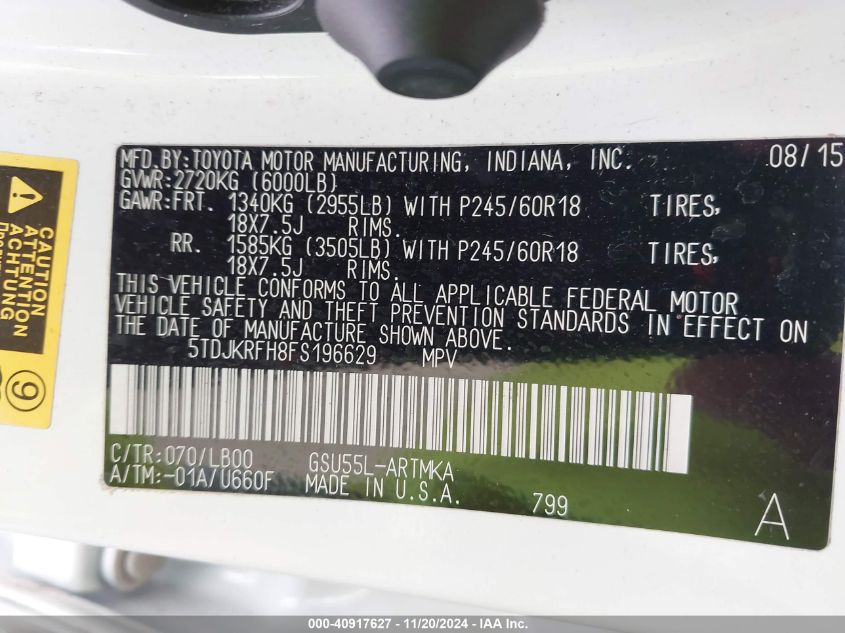 MFD.BY:TOYOTA MOTOR MANUFACTURING, INDIANA, INC. 08/15
GVWR:2720KG (6000LB)
GAWR:FRT. 1340KG (2955LB) WITH P245/60R18 TIRES,
18X7.5J RIMS.
RR. 1585KG (3505LB) WITH P245/60R18 TIRES,
18X7.5J RIMS.
THIS VEHICLE CONFORMS TO ALL APPLICABLE FEDERAL MOTOR
VEHICLE SAFETY AND THEFT PREVENTION STANDARDS IN EFFECT ON
THE DATE OF MANUFACTURE SHOWN ABOVE.
5TDJKRFH8FS196629 MPV
C/TR:070/LB00 GSU55L-ARTMKA
A/TM:-01A/U660F MADE IN U.S.A. 799
A
CAUTION
ATTENTION
ACHTUNG
9
000-40917627 - 11/20/2024 - IAA Inc.